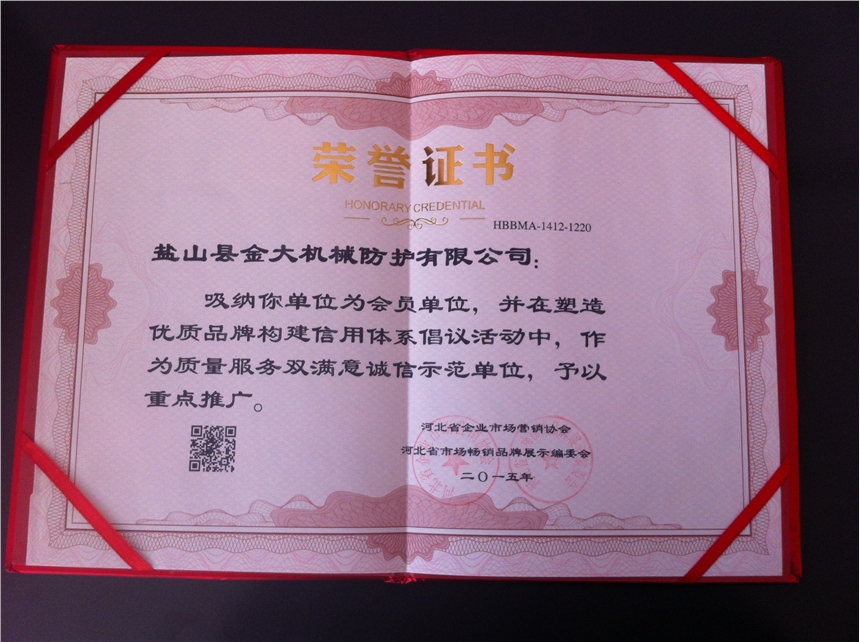 荣誉证书
HONORARY CREDENTIAL
HBBMA-1412-1220
盐山县金大机械防护有限公司：
吸纳你单位为会员单位，并在塑造
优质品牌构建信用体系倡议活动中，作
为质量服务双满意诚信示范单位，予以
重点推广。
河北省企业市场营销协会
河北省市场畅销品牌展示编委会
二〇一五年